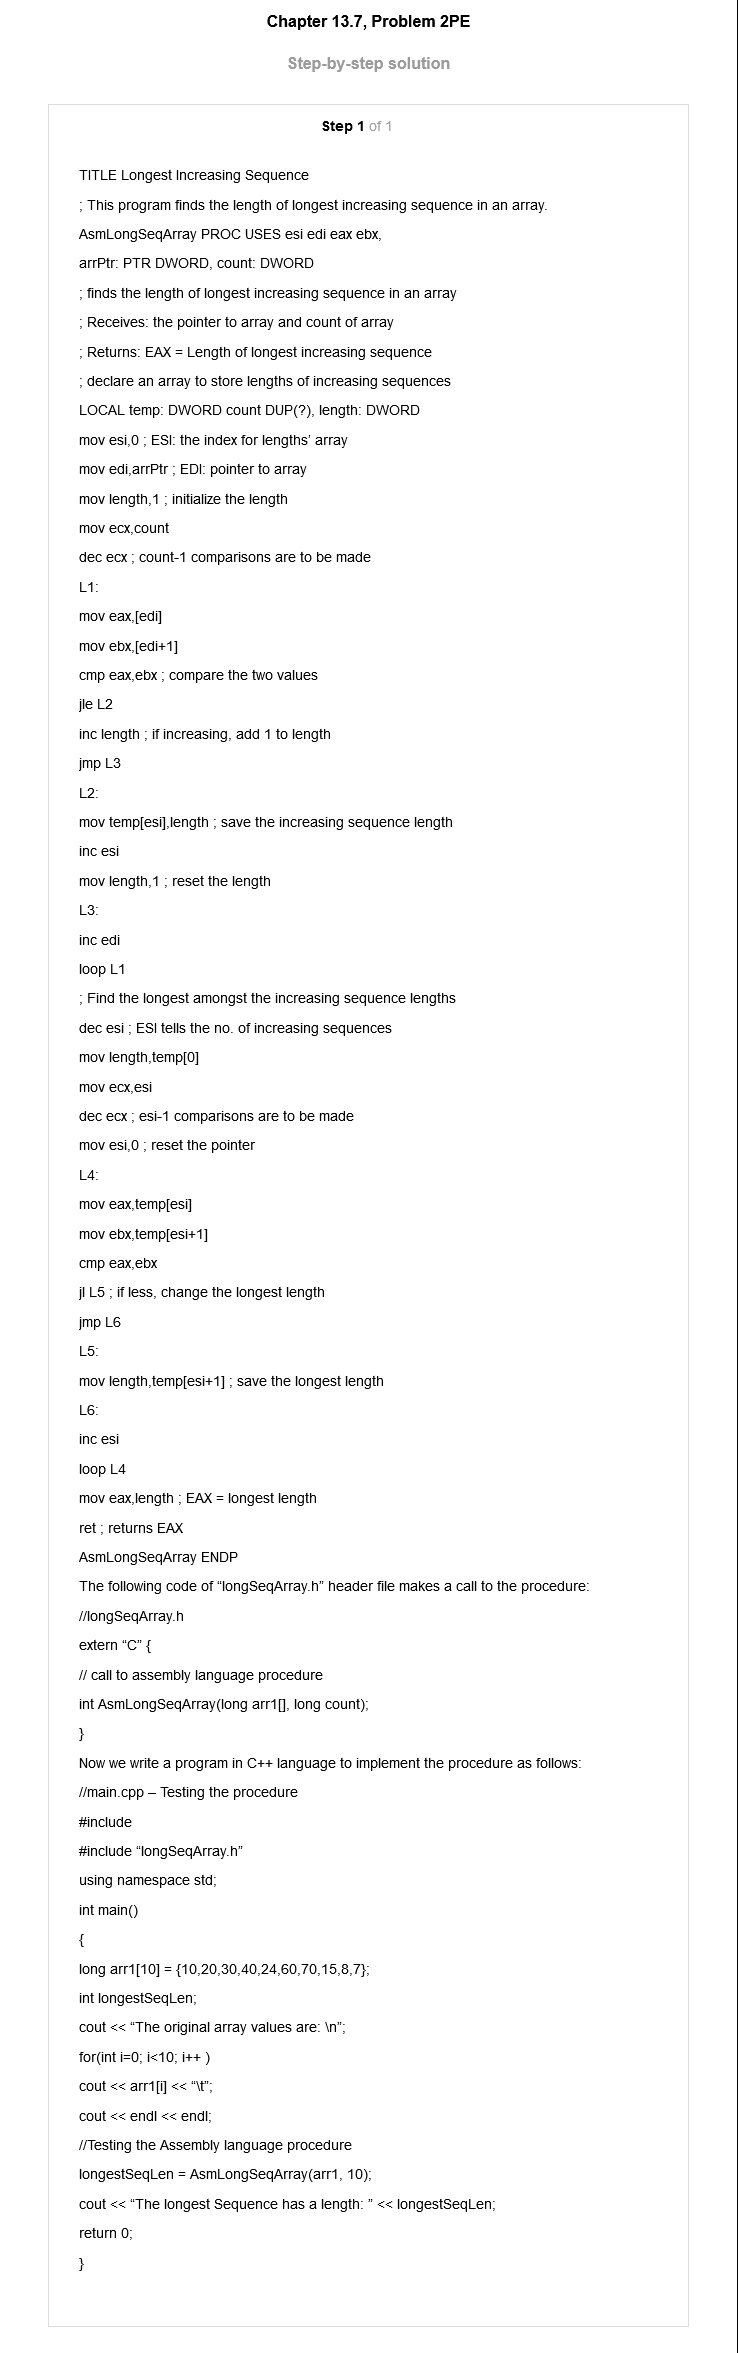 Chapter 13.7, Problem 2PE
Step-by-step solution
Step 1 of 1
TITLE Longest Increasing Sequence
; This program finds the length of longest increasing sequence in an array.
AsmLongSeqArray PROC USES esi edi eax ebx,
arrPtr: PTR DWORD, count: DWORD
; finds the length of longest increasing sequence in an array
; Receives: the pointer to array and count of array
; Returns: EAX = Length of longest increasing sequence
; declare an array to store lengths of increasing sequences
LOCAL temp: DWORD count DUP(?), length: DWORD
mov esi,0 ; ESI: the index for lengths’ array
mov edi,arrPtr ; EDI: pointer to array
mov length,1 ; initialize the length
mov ecx,count
dec ecx ; count-1 comparisons are to be made
L1:
mov eax,[edi]
mov ebx,[edi+1]
cmp eax,ebx ; compare the two values
jle L2
inc length ; if increasing, add 1 to length
jmp L3
L2:
mov temp[esi],length ; save the increasing sequence length
inc esi
mov length,1 ; reset the length
L3:
inc edi
loop L1
; Find the longest amongst the increasing sequence lengths
dec esi ; ESI tells the no. of increasing sequences
mov length,temp[0]
mov ecx,esi
dec ecx ; esi-1 comparisons are to be made
mov esi,0 ; reset the pointer
L4:
mov eax,temp[esi]
mov ebx,temp[esi+1]
cmp eax,ebx
jl L5 ; if less, change the longest length
jmp L6
L5:
mov length,temp[esi+1] ; save the longest length
L6:
inc esi
loop L4
mov eax,length ; EAX = longest length
ret ; returns EAX
AsmLongSeqArray ENDP
The following code of “longSeqArray.h” header file makes a call to the procedure:
//longSeqArray.h
extern “C” {
// call to assembly language procedure
int AsmLongSeqArray(long arr1[], long count);
}
Now we write a program in C++ language to implement the procedure as follows:
//main.cpp – Testing the procedure
#include
#include “longSeqArray.h”
using namespace std;
int main()
{
long arr1[10] = {10,20,30,40,24,60,70,15,8,7};
int longestSeqLen;
cout << “The original array values are: \n”;
for(int i=0; i<10; i++ )
cout << arr1[i] << “\t”;
cout << endl << endl;
//Testing the Assembly language procedure
longestSeqLen = AsmLongSeqArray(arr1, 10);
cout << “The longest Sequence has a length: ” << longestSeqLen;
return 0;
}